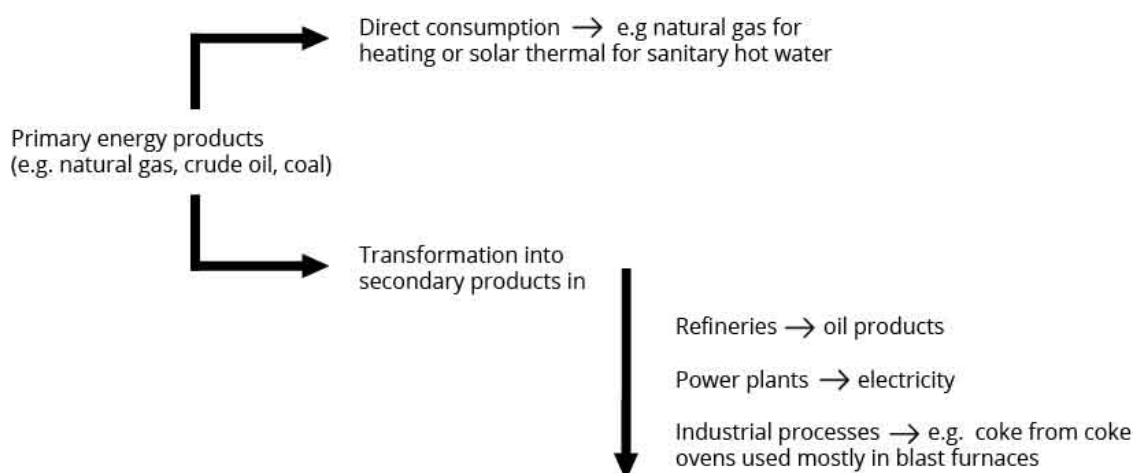 Direct consumption → e.g natural gas for
heating or solar thermal for sanitary hot water
Primary energy products
(e.g. natural gas, crude oil, coal)
Transformation into
secondary products in
Refineries → oil products
Power plants → electricity
Industrial processes → e.g. coke from coke
ovens used mostly in blast furnaces